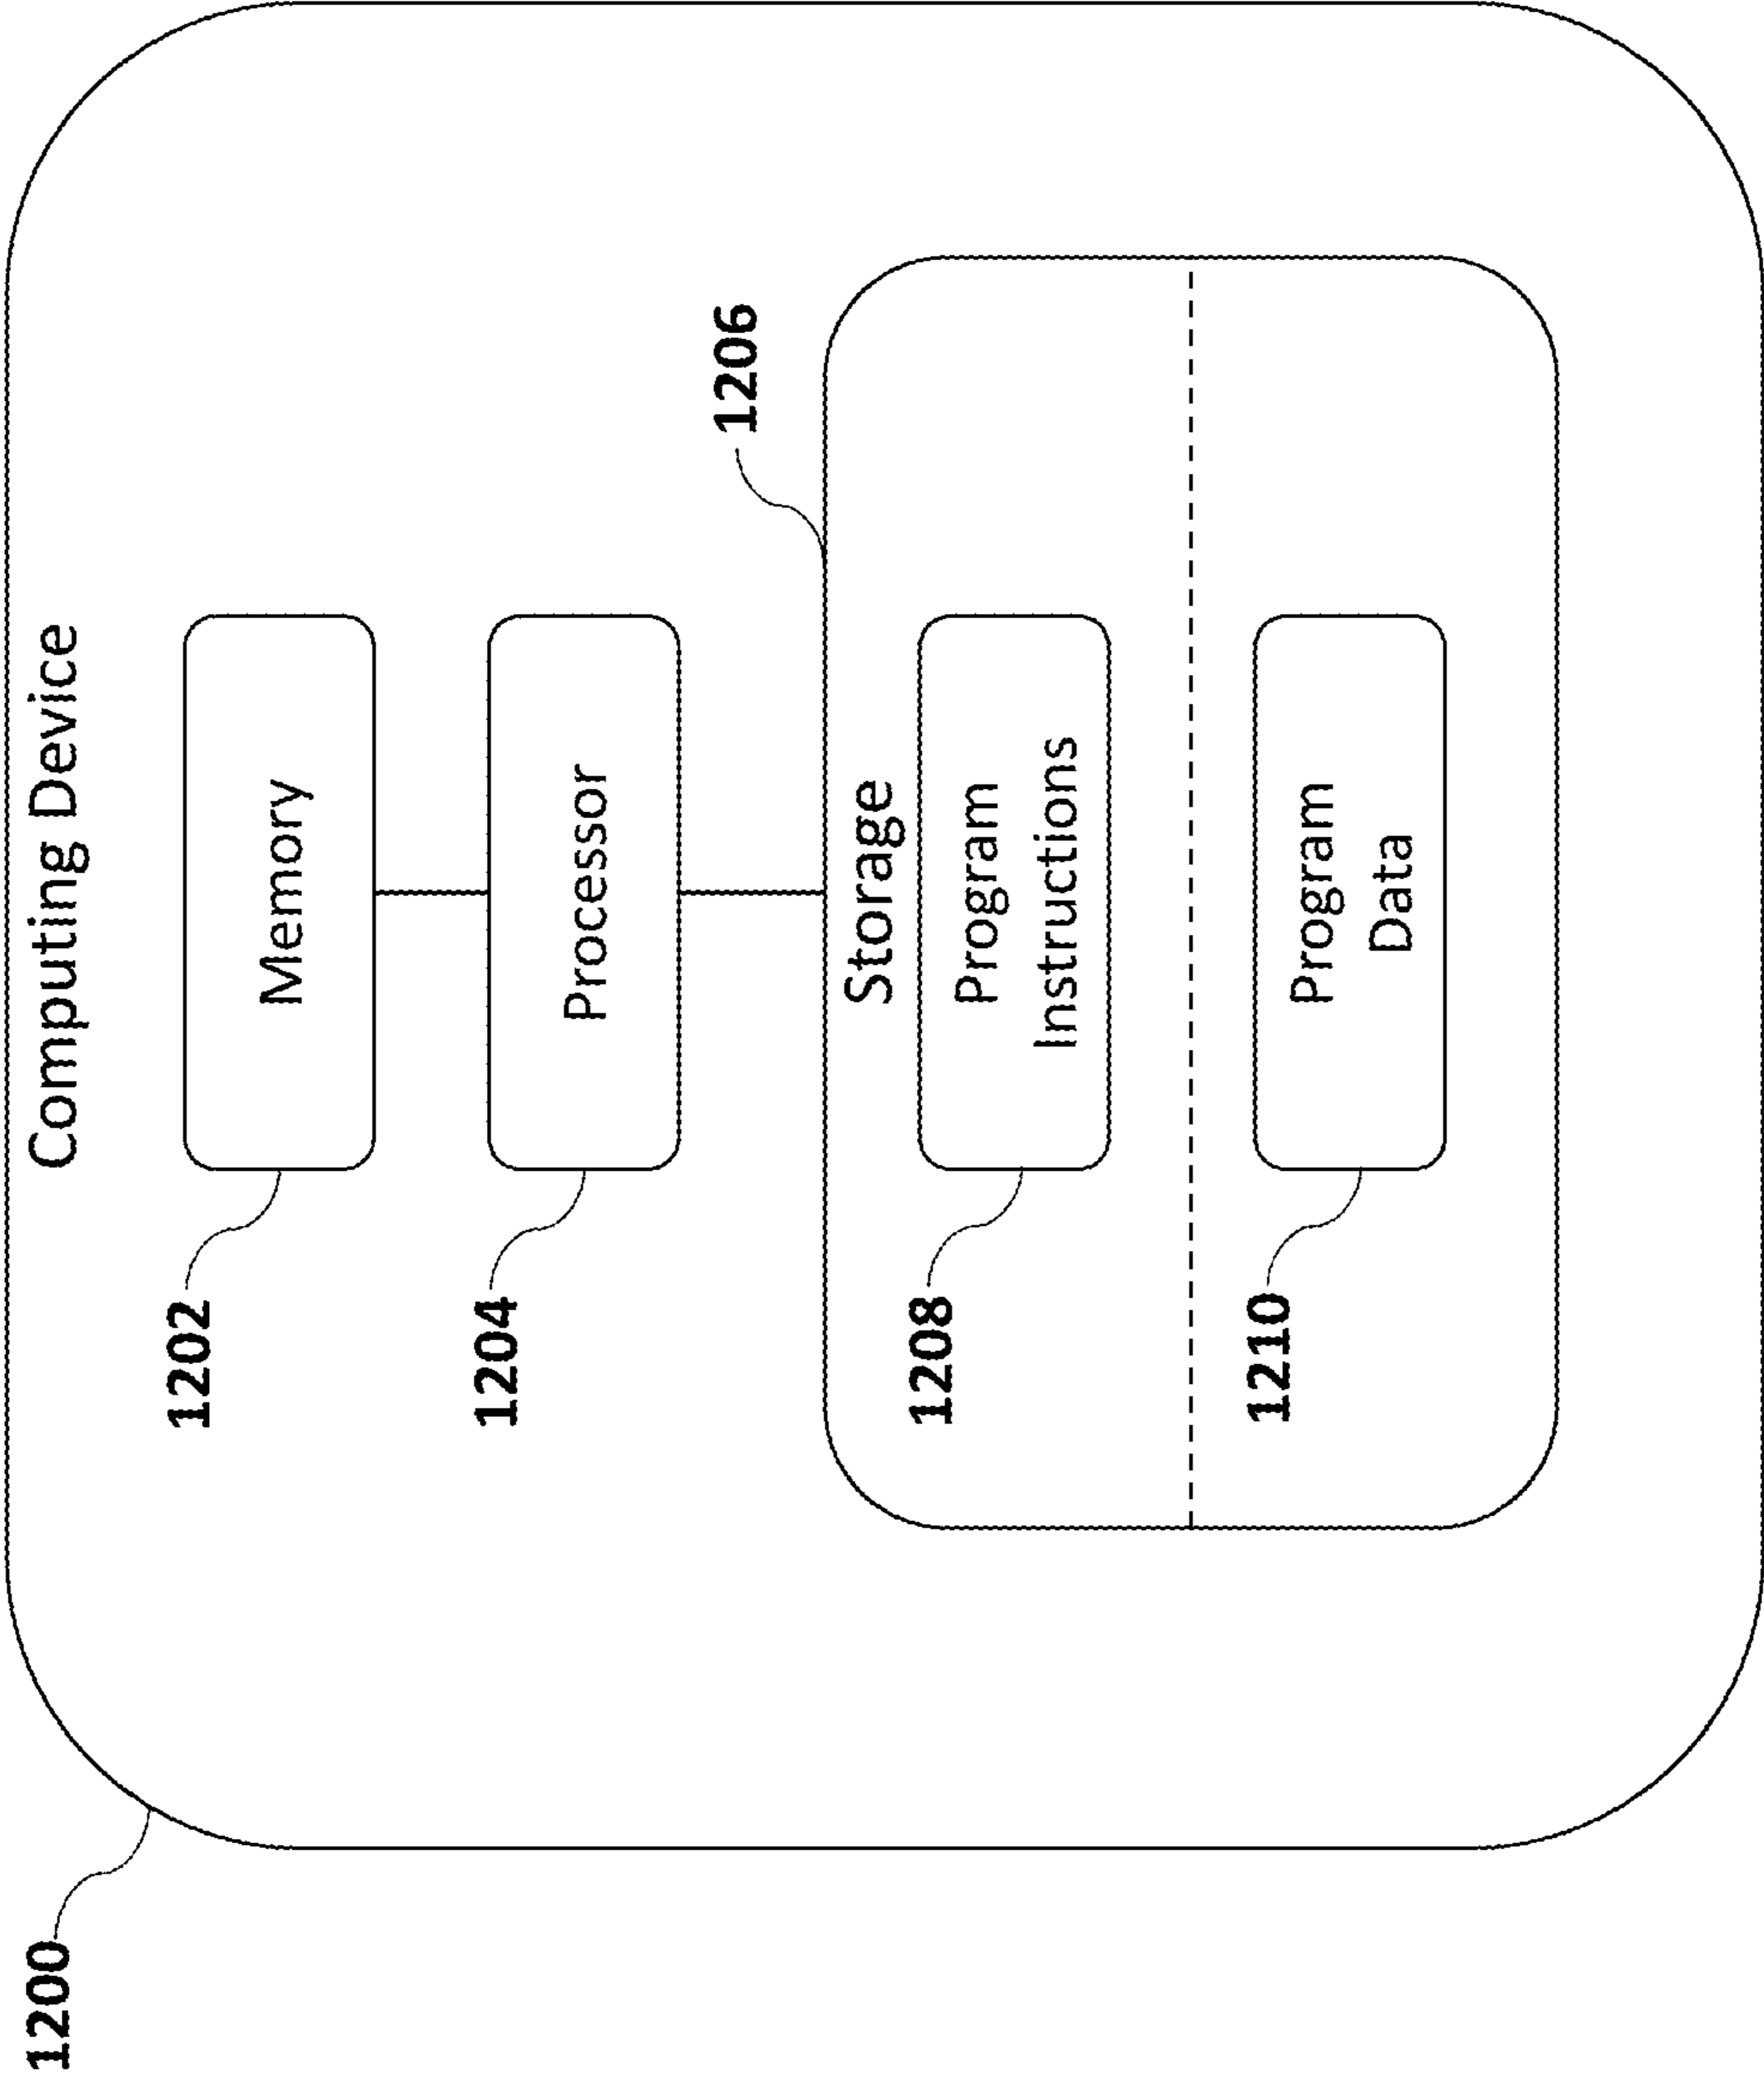 1200
Computing Device
1202
Memory
1204
Processor
1206
Storage
1208
Program
Instructions
1210
Program
Data